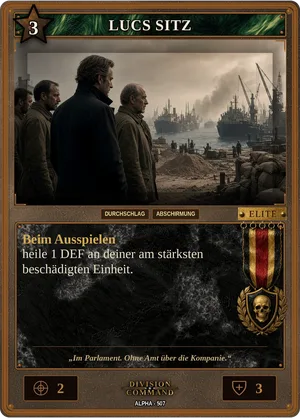 3
LUCS SITZ
DURCHSCHLAG ABSCHIRMUNG
ELITE
Beim Ausspielen
heile 1 DEF an deiner am stärksten
beschädigten Einheit.
„Im Parlament. Ohne Amt über die Kompanie.“
2
DIVISION
COMMAND
3
ALPHA · 507